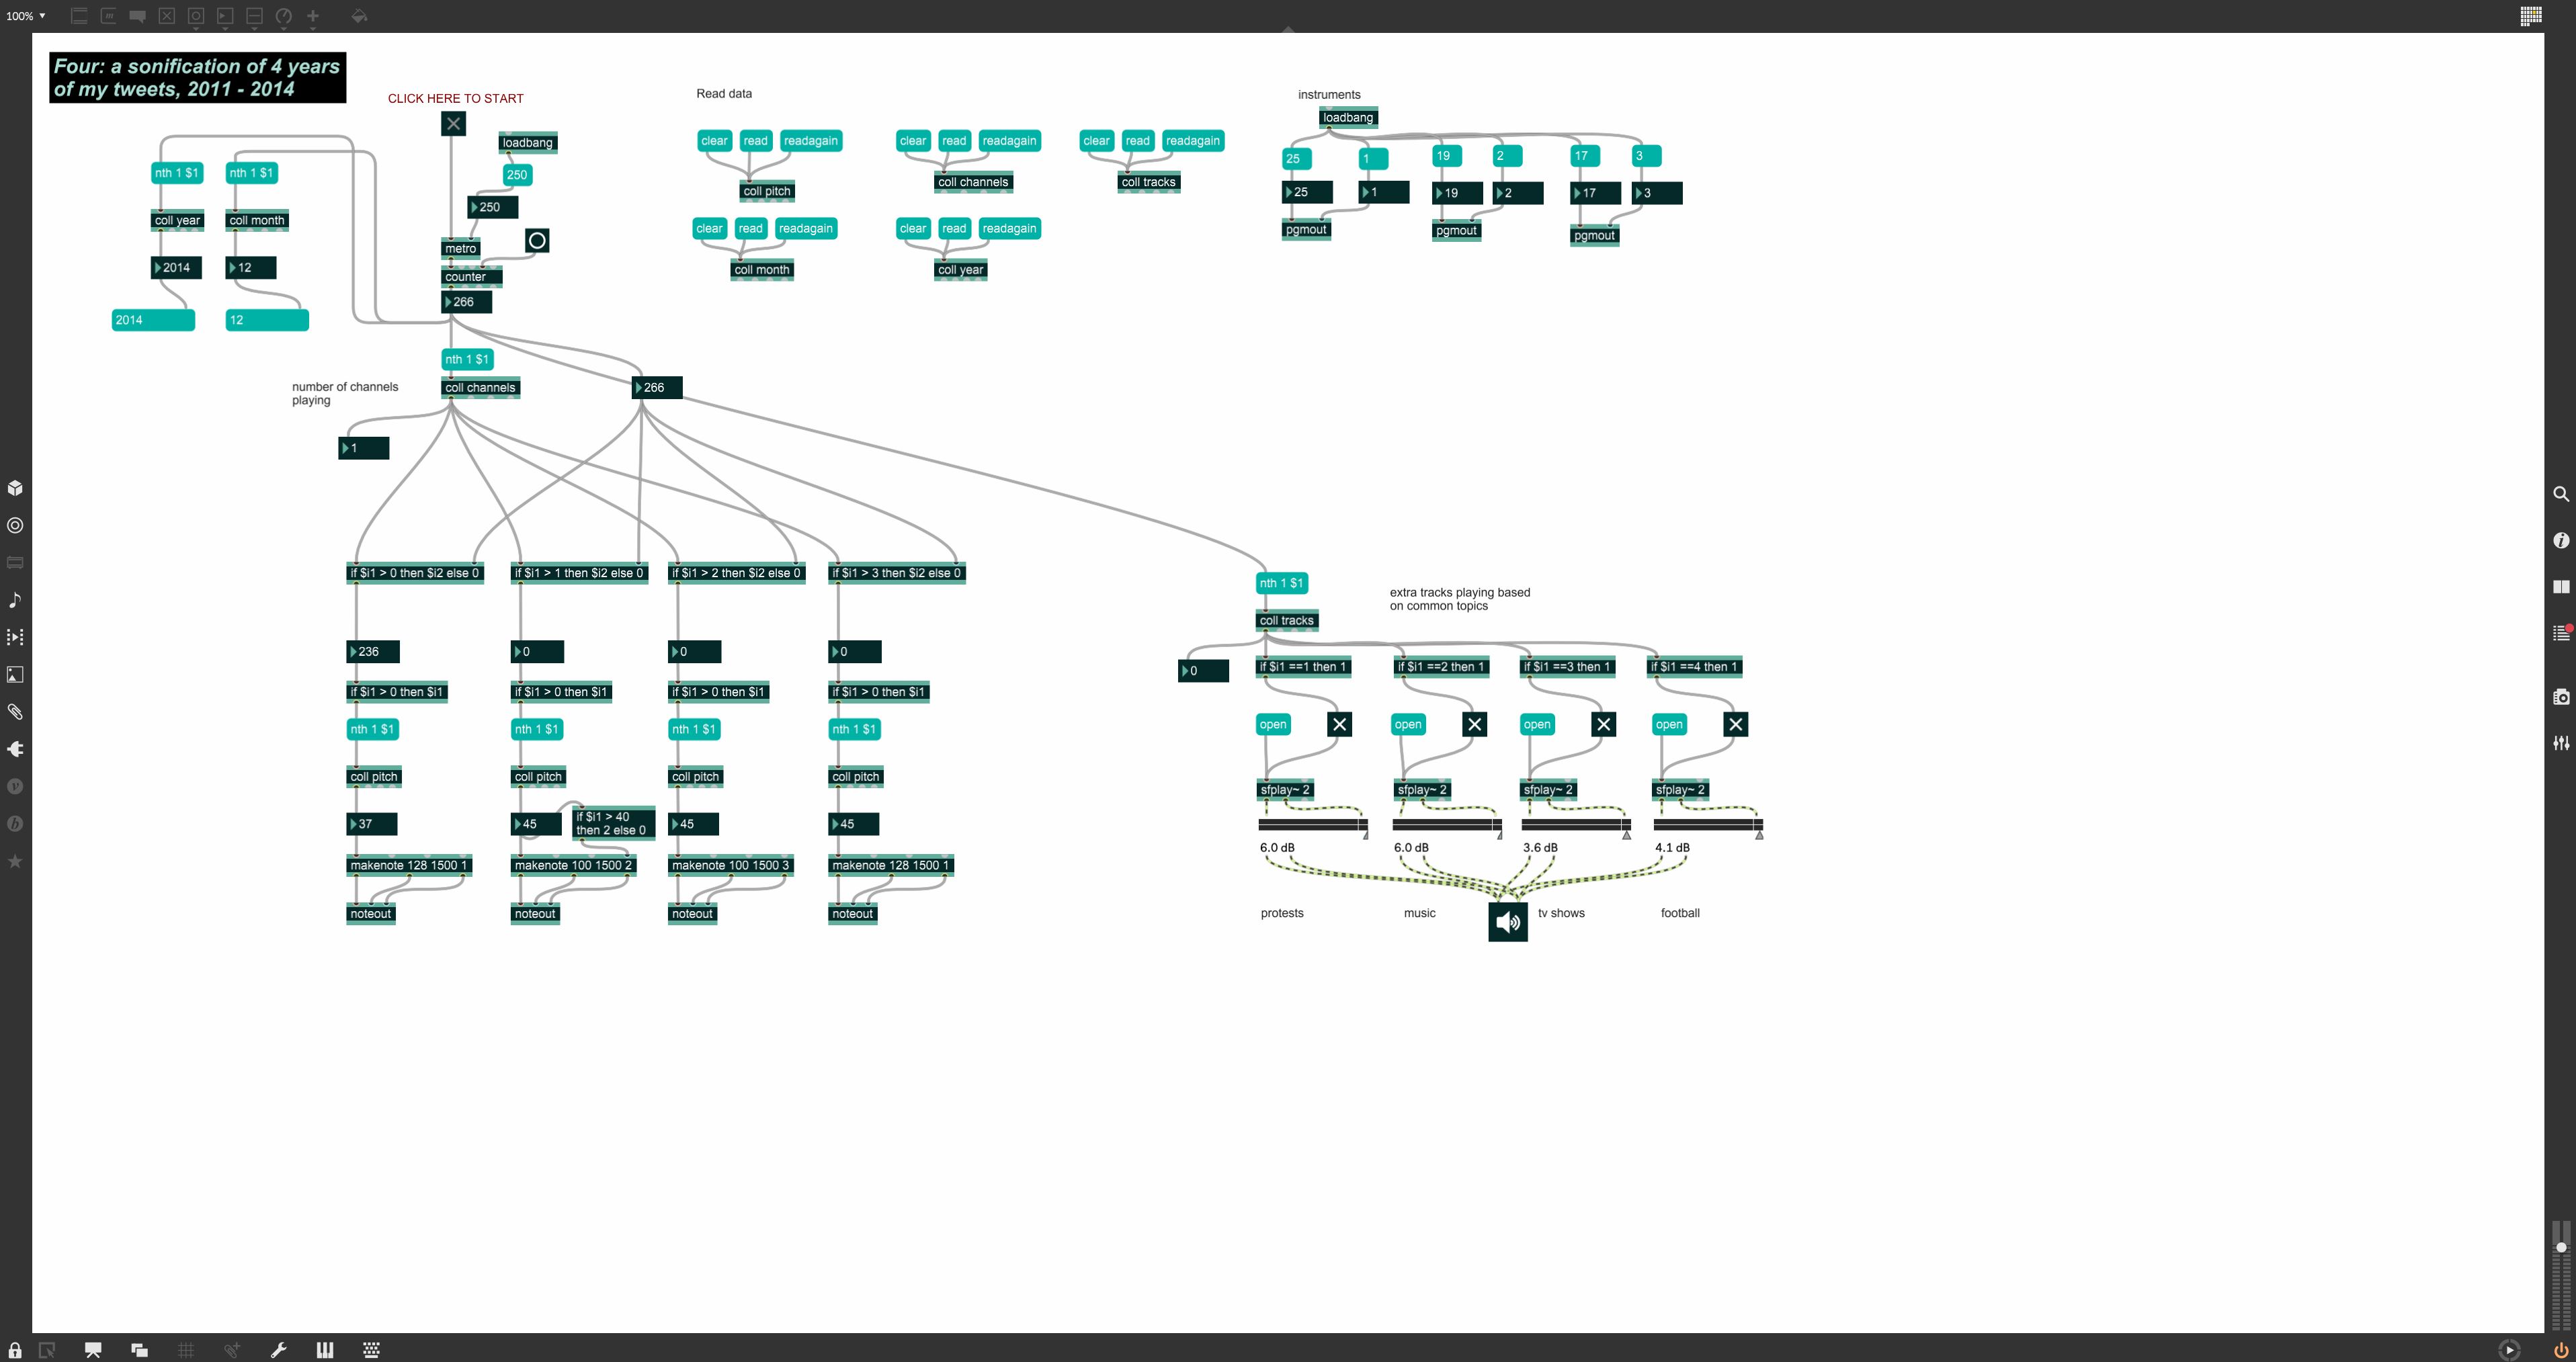 100%
Four: a sonification of 4 years
of my tweets, 2011 - 2014
CLICK HERE TO START
loadbang
250
250
metro
counter
266
nth 1 $1
nth 1 $1
coll year
coll month
2014
12
2014
12
Read data
clear read readagain
coll pitch
clear read readagain
coll channels
clear read readagain
coll tracks
clear read readagain
coll month
clear read readagain
coll year
instruments
loadbang
25 1 19 2 17 3
25 1 19 2 17 3
pgmout pgmout pgmout
nth 1 $1
coll channels
266
number of channels
playing
1
if $i1 > 0 then $i2 else 0
if $i1 > 1 then $i2 else 0
if $i1 > 2 then $i2 else 0
if $i1 > 3 then $i2 else 0
236 0 0 0
if $i1 > 0 then $i1
if $i1 > 0 then $i1
if $i1 > 0 then $i1
if $i1 > 0 then $i1
nth 1 $1 nth 1 $1 nth 1 $1 nth 1 $1
coll pitch coll pitch coll pitch coll pitch
37 45 45 45
if $i1 > 40
then 2 else 0
makenote 128 1500 1
makenote 100 1500 2
makenote 100 1500 3
makenote 128 1500 1
noteout noteout noteout noteout
nth 1 $1
coll tracks
extra tracks playing based
on common topics
0
if $i1 ==1 then 1
if $i1 ==2 then 1
if $i1 ==3 then 1
if $i1 ==4 then 1
open open open open
sfplay~ 2 sfplay~ 2 sfplay~ 2 sfplay~ 2
6.0 dB 6.0 dB 3.6 dB 4.1 dB
protests music tv shows football